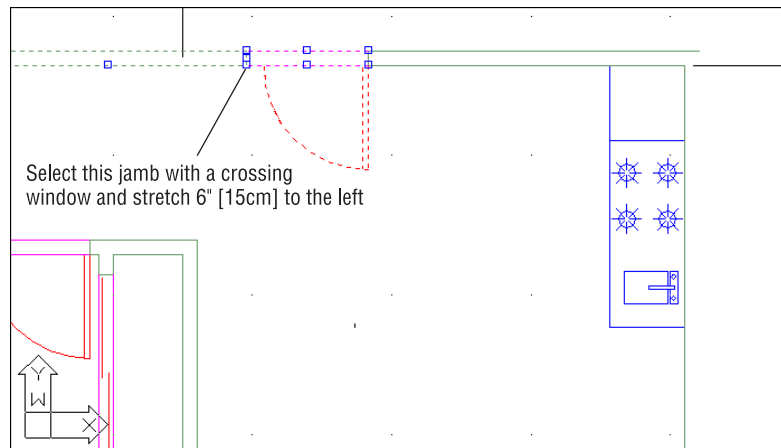 Select this jamb with a crossing
window and stretch 6" [15cm] to the left
Y
W
X